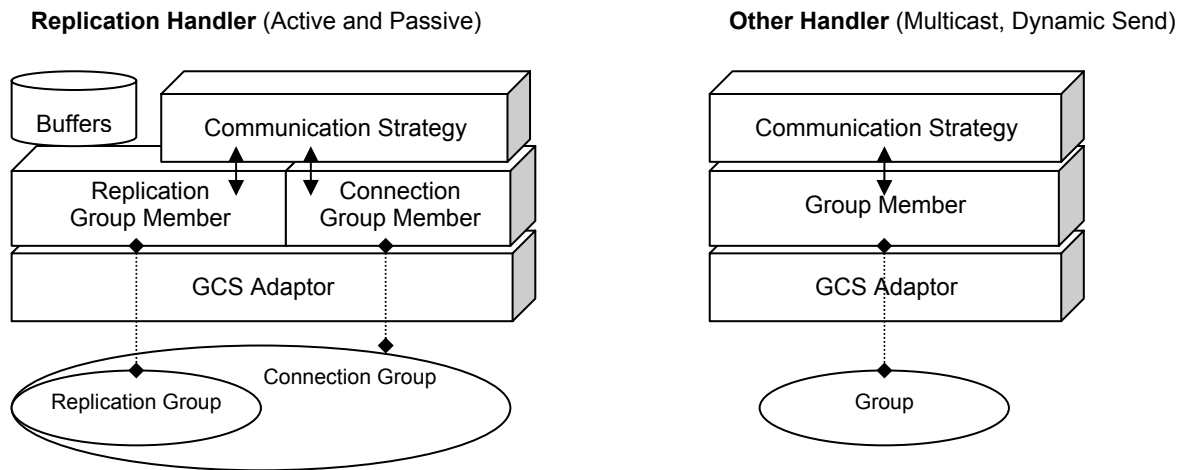 Replication Handler (Active and Passive)
Buffers
Communication Strategy
Replication
Group Member
Connection
Group Member
GCS Adaptor
Connection Group
Replication Group
Other Handler (Multicast, Dynamic Send)
Communication Strategy
Group Member
GCS Adaptor
Group